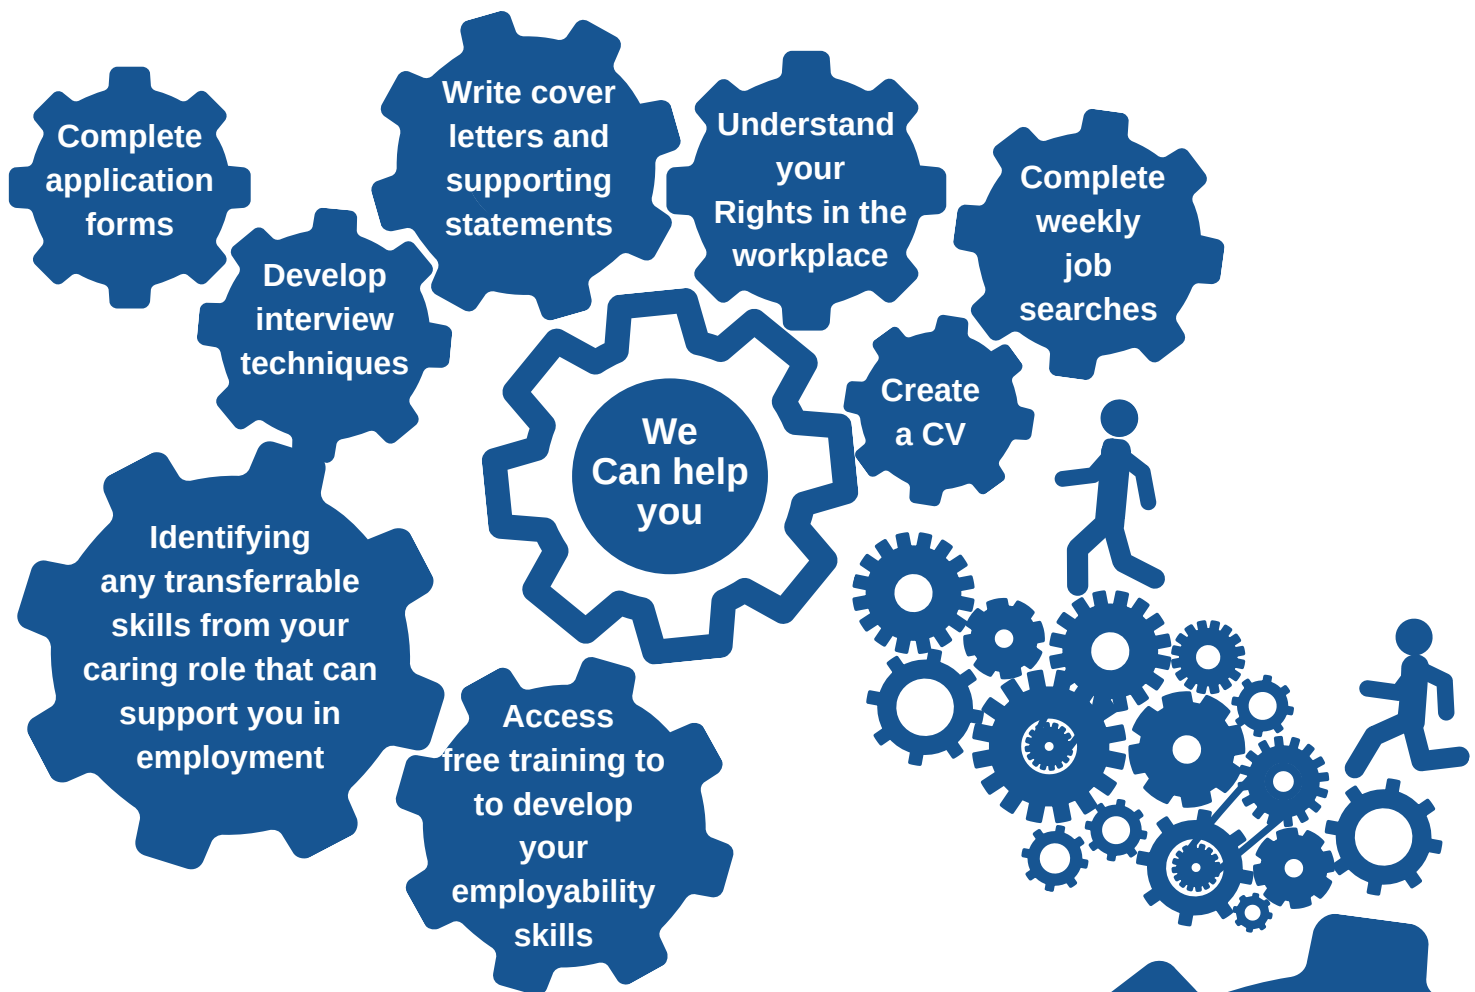 Complete
application
forms
Write cover
letters and
supporting
statements
Understand
your
Rights in the
workplace
Complete
weekly
job
searches
Develop
interview
techniques
We
Can help
you
Create
a CV
Identifying
any transferrable
skills from your
caring role that can
support you in
employment
Access
free training to
to develop
your
employability
skills